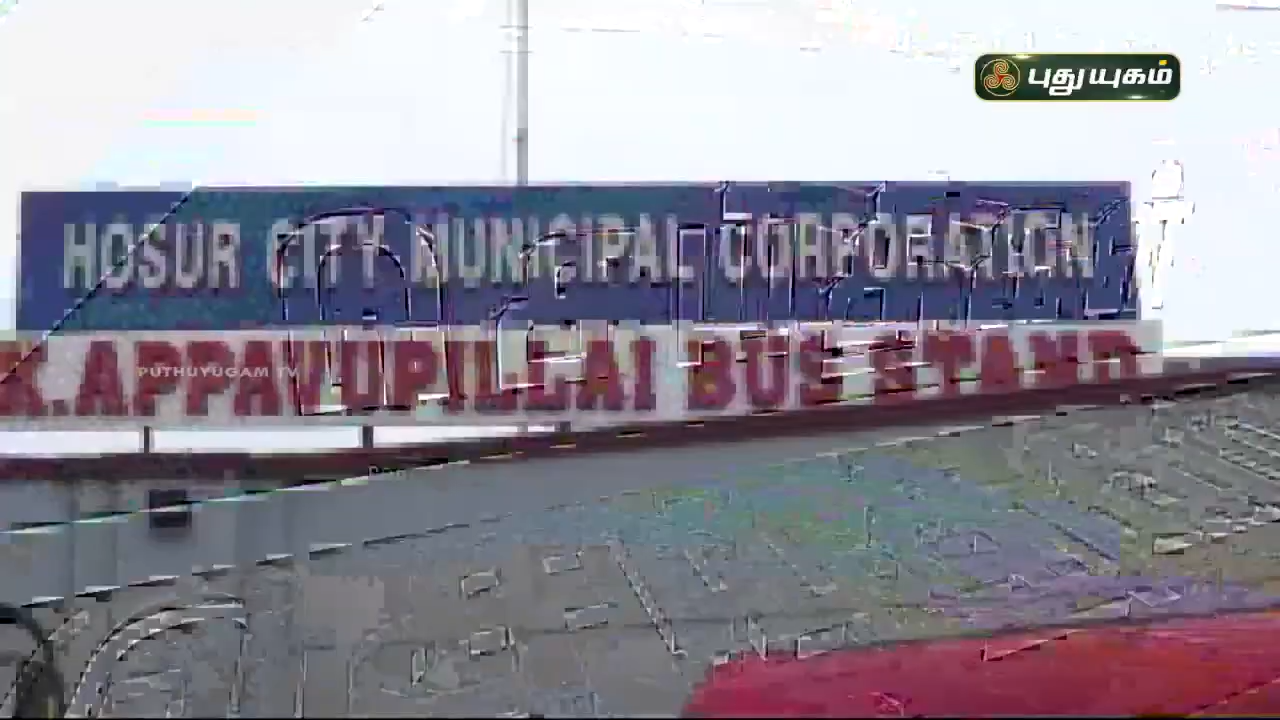 புதுயுகம்
HOSUR CITY MUNICIPAL CORPORATION
K.APPAVUPILLAI BUS STAND
PUTHUYUGAM TV